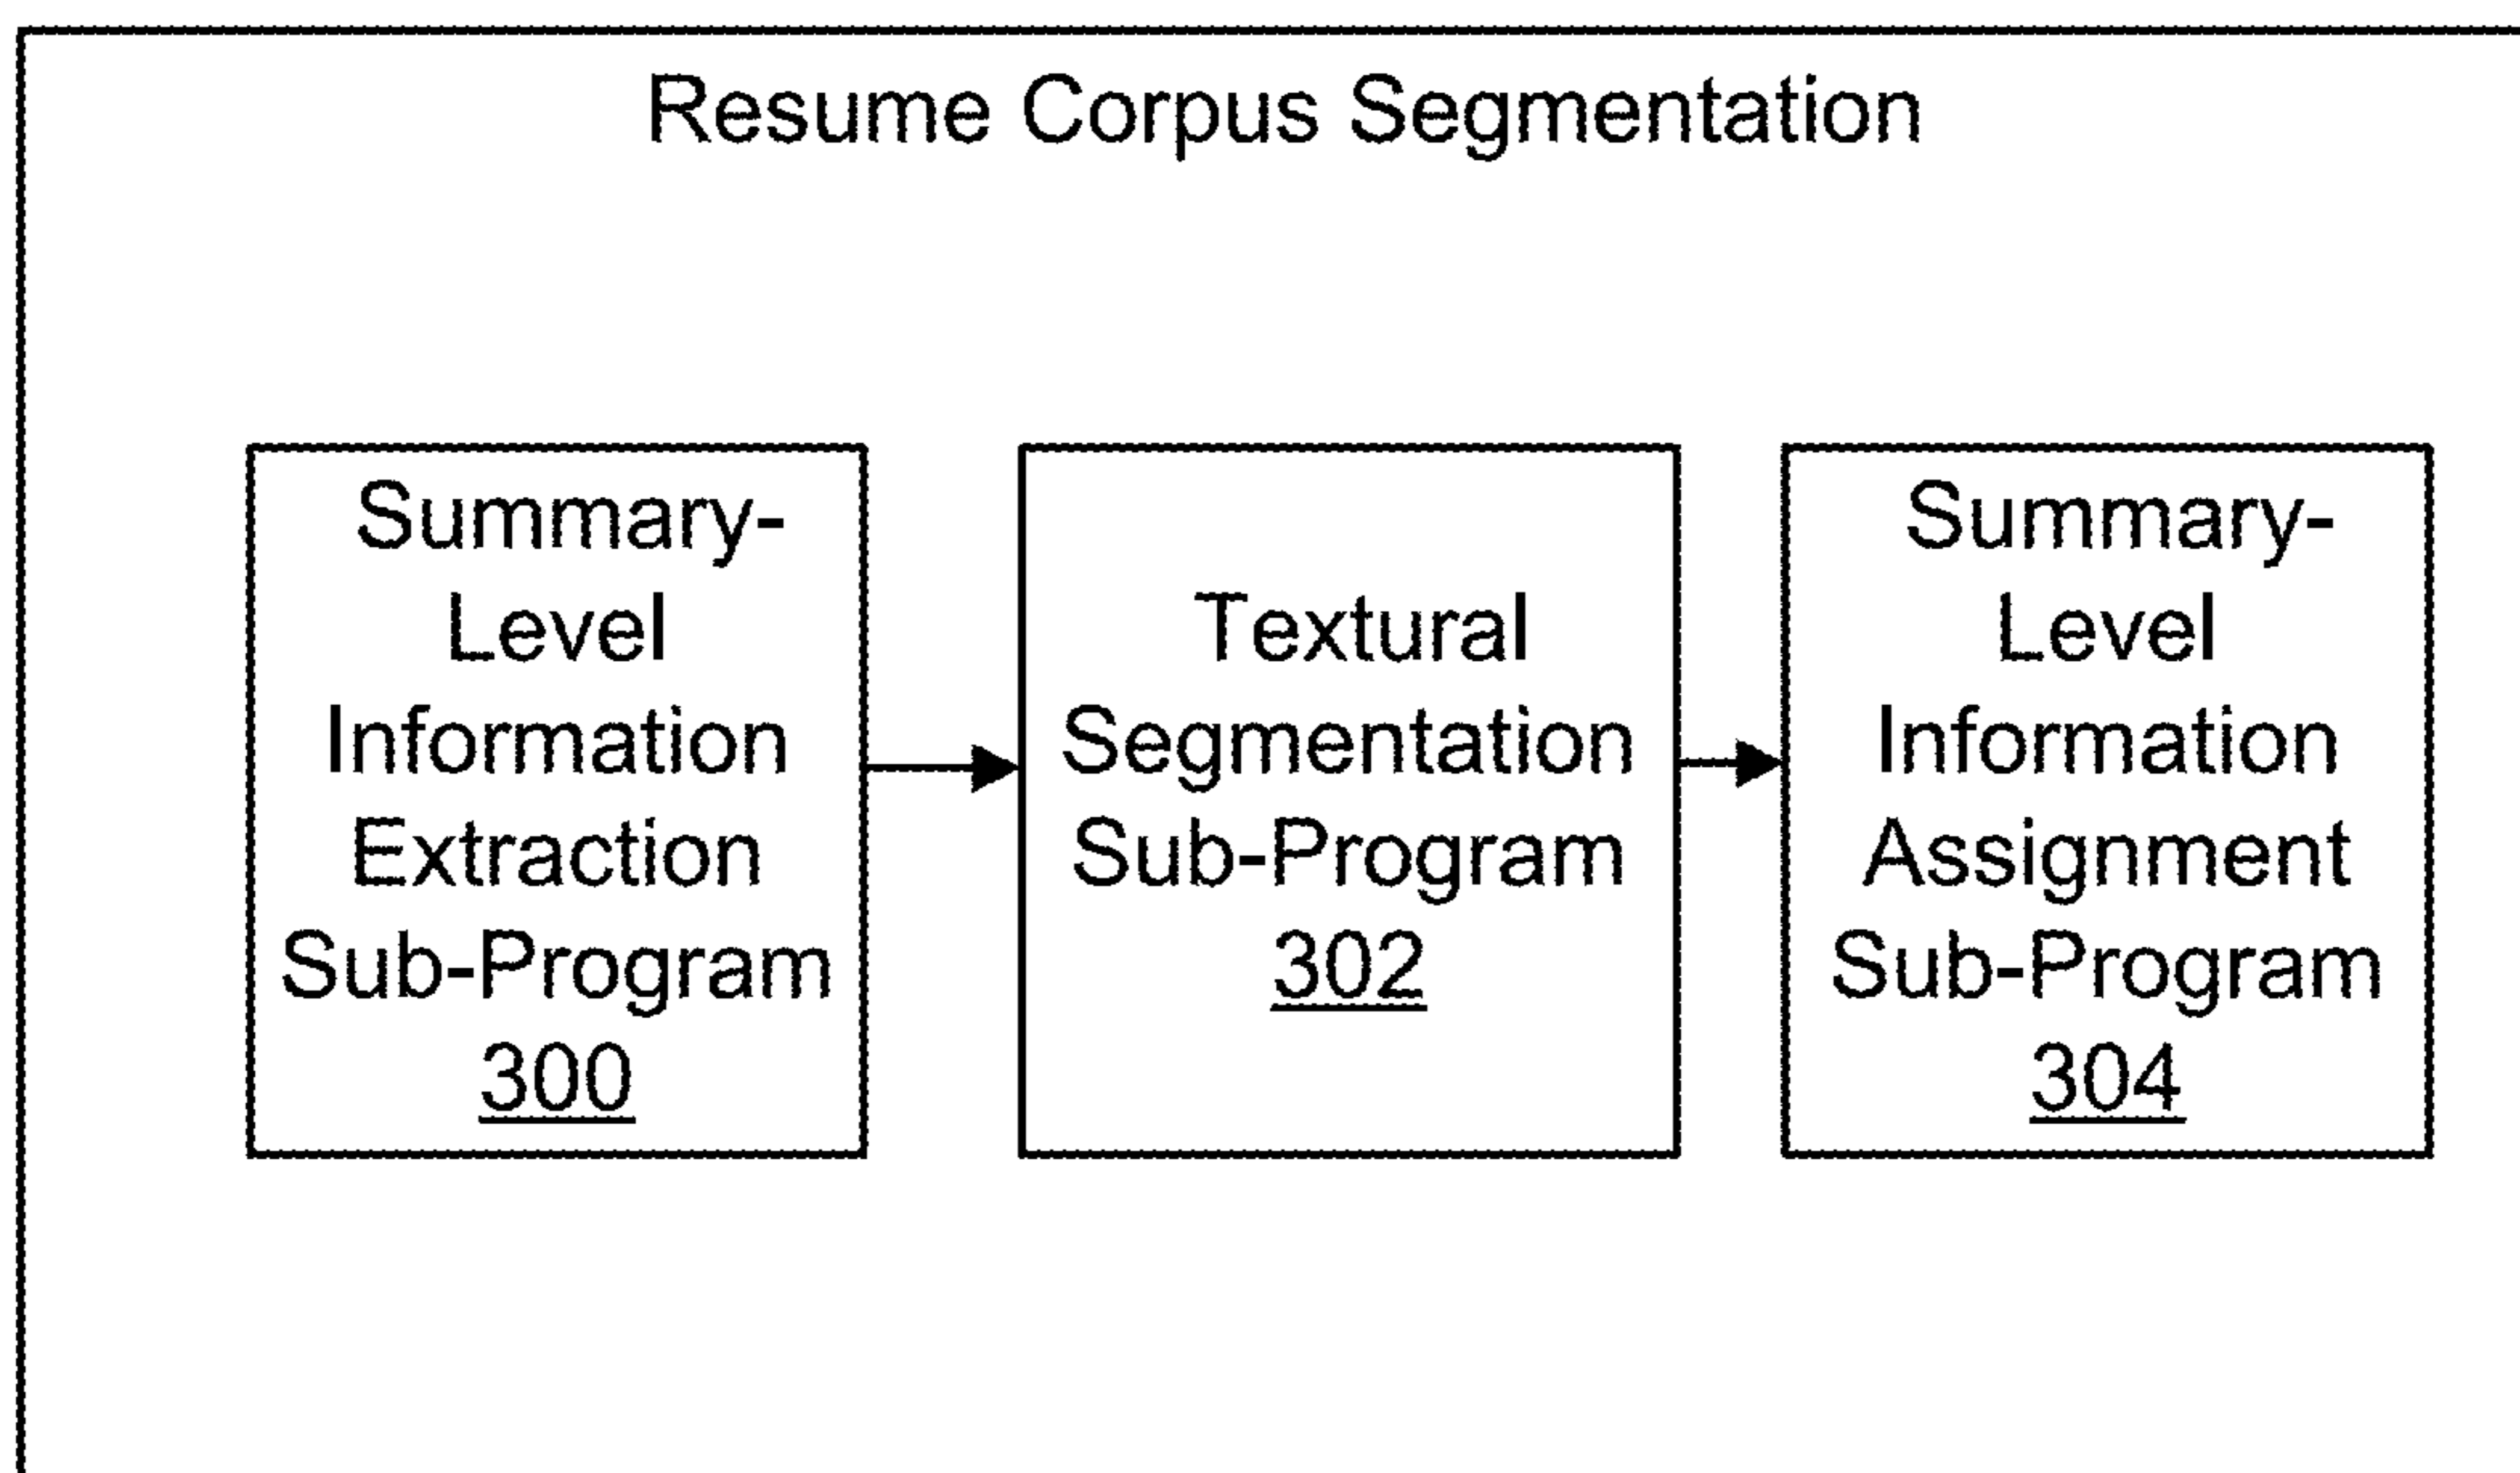 Resume Corpus Segmentation
Summary-
Level
Information
Extraction
Sub-Program
300
Textural
Segmentation
Sub-Program
302
Summary-
Level
Information
Assignment
Sub-Program
304